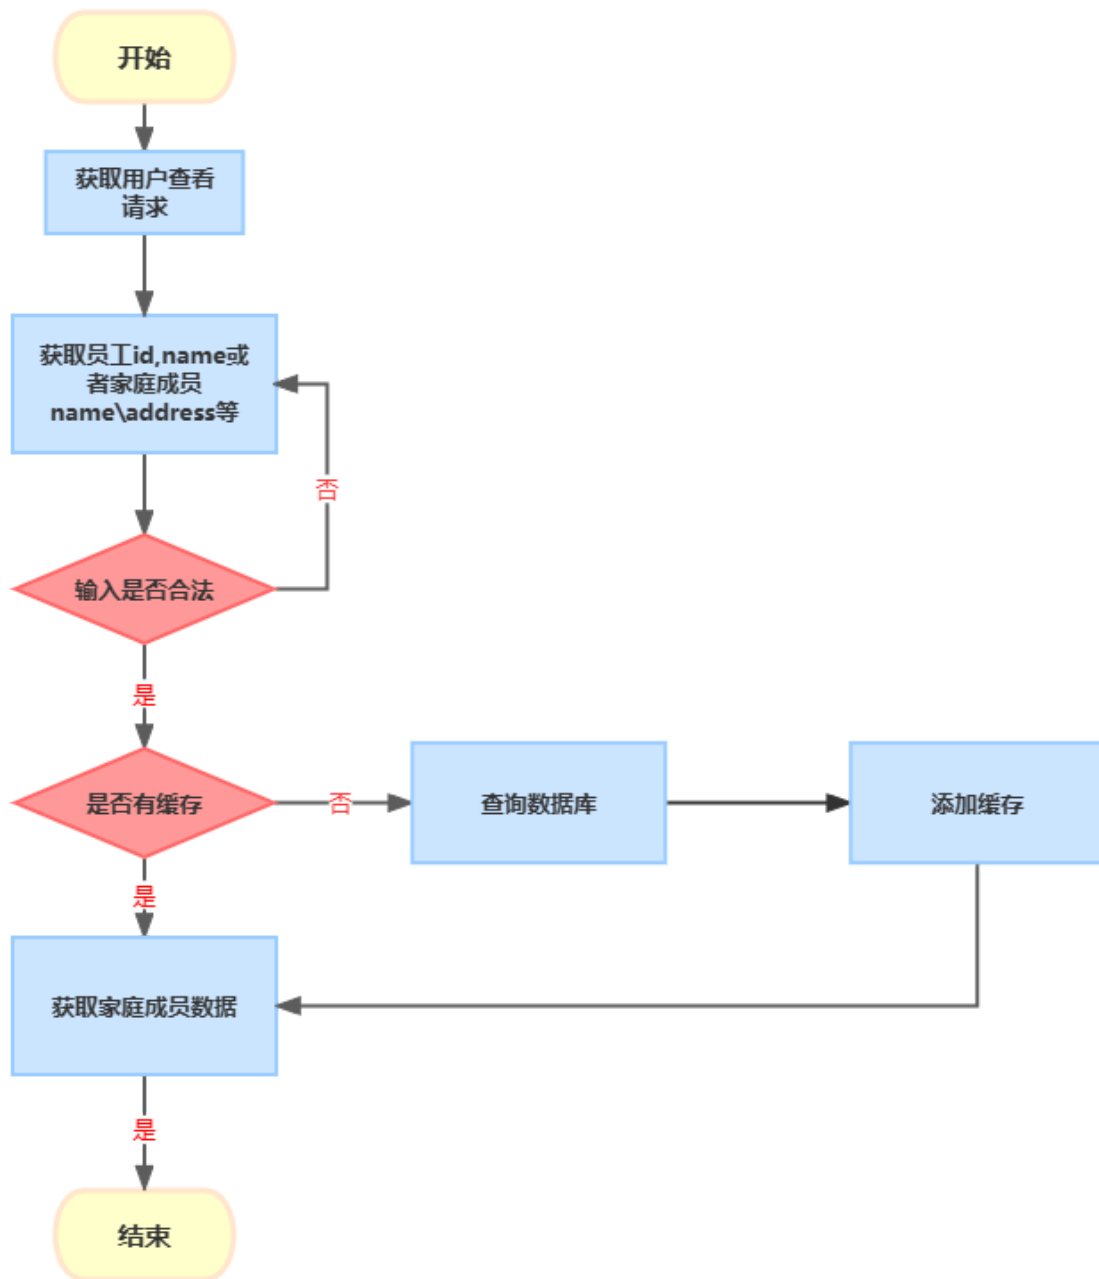 开始
获取用户查看
请求
获取员工id,name或
者家庭成员
name\address等
否
输入是否合法
是
是否有缓存
否
查询数据库
添加缓存
是
获取家庭成员数据
是
结束